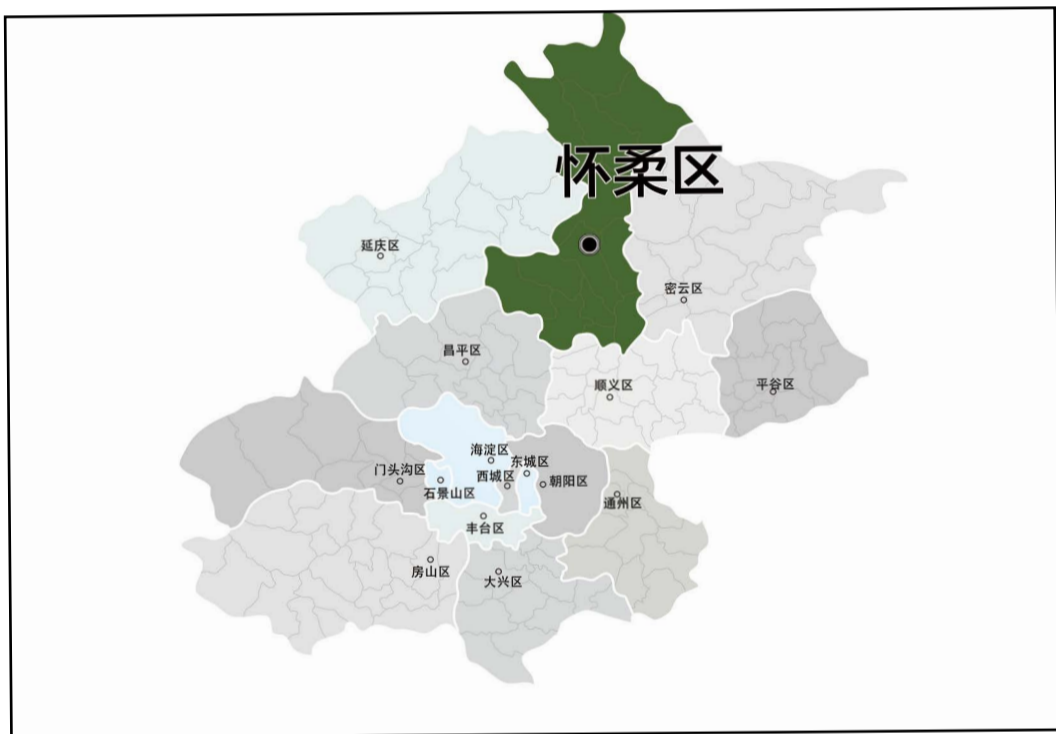 怀柔区
延庆区
密云区
昌平区
顺义区
平谷区
海淀区
东城区
门头沟区
西城区
朝阳区
石景山区
通州区
丰台区
房山区
大兴区